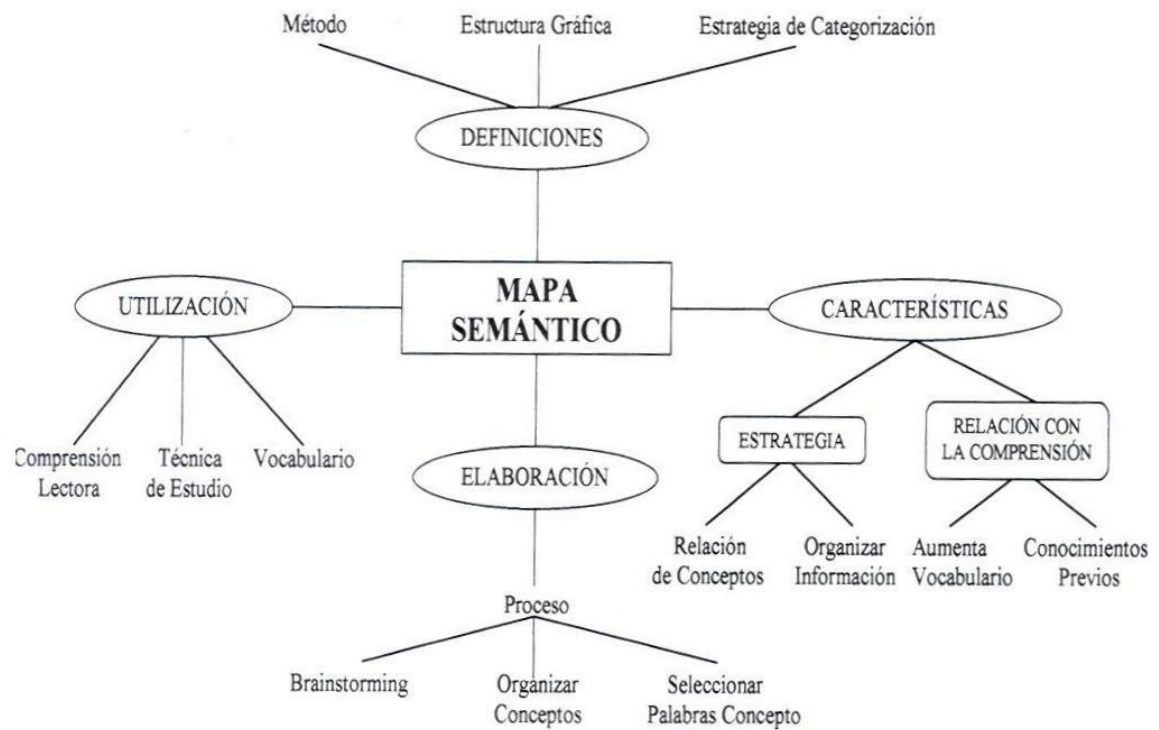 Método
Estructura Gráfica
Estrategia de Categorización
DEFINICIONES
MAPA
SEMÁNTICO
UTILIZACIÓN
Comprensión
Lectora
Técnica
de Estudio
Vocabulario
CARACTERÍSTICAS
ESTRATEGIA
Relación
de Conceptos
Organizar
Información
RELACIÓN CON
LA COMPRENSIÓN
Aumenta
Vocabulario
Conocimientos
Previos
ELABORACIÓN
Proceso
Brainstorming
Organizar
Conceptos
Seleccionar
Palabras Concepto